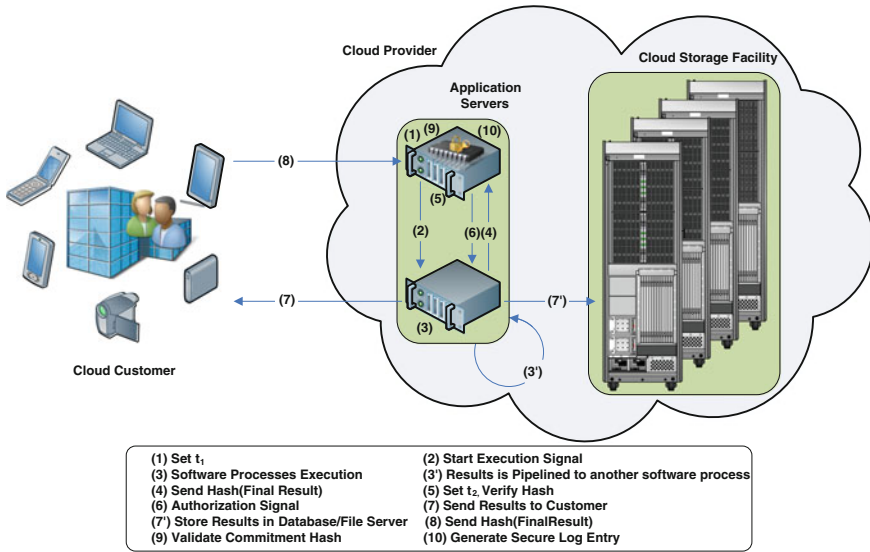 Cloud Provider
Cloud Storage Facility
Application
Servers
(1)
(9)
(10)
(8)
(5)
(2)
(6)(4)
(7)
(7')
(3)
(3')
Cloud Customer
(1) Set t1
(2) Start Execution Signal
(3) Software Processes Execution
(3') Results is Pipelined to another software process
(4) Send Hash(Final Result)
(5) Set t2, Verify Hash
(6) Authorization Signal
(7) Send Results to Customer
(7') Store Results in Database/File Server
(8) Send Hash(FinalResult)
(9) Validate Commitment Hash
(10) Generate Secure Log Entry